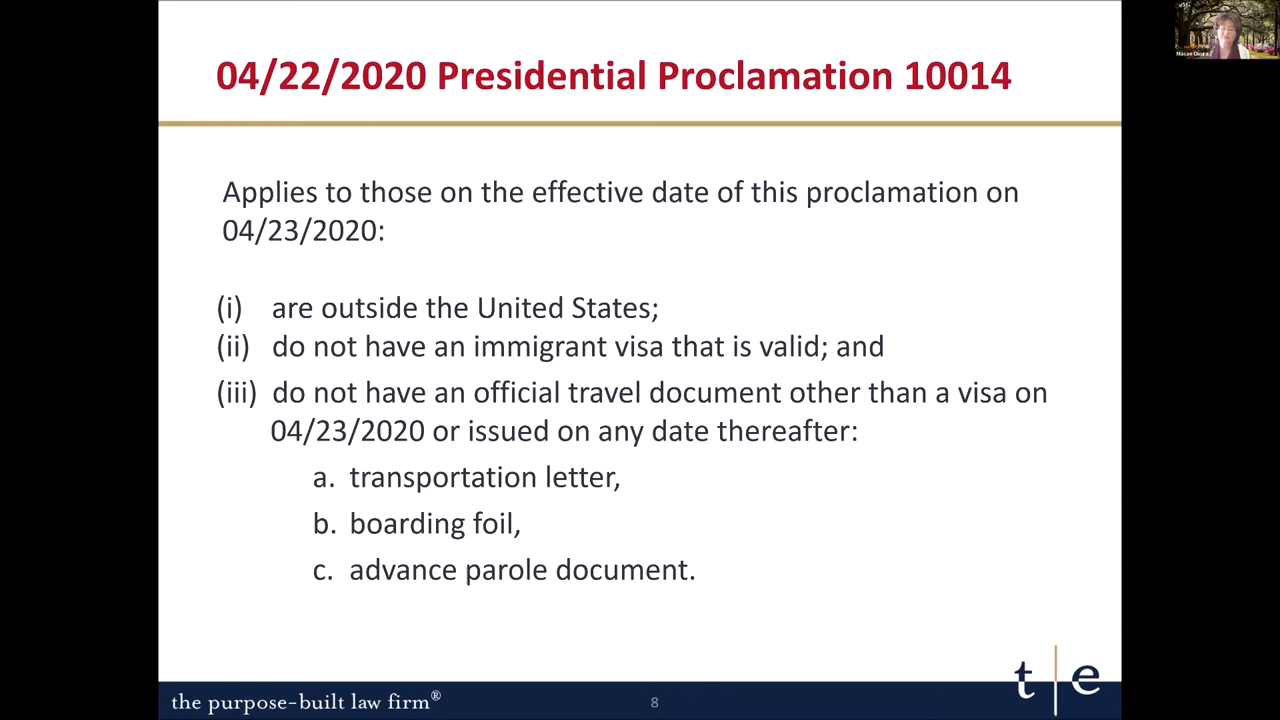 04/22/2020 Presidential Proclamation 10014
Applies to those on the effective date of this proclamation on
04/23/2020:
(i) are outside the United States;
(ii) do not have an immigrant visa that is valid; and
(iii) do not have an official travel document other than a visa on
04/23/2020 or issued on any date thereafter:
a. transportation letter,
b. boarding foil,
c. advance parole document.
the purpose-built law firm®
8
t|e